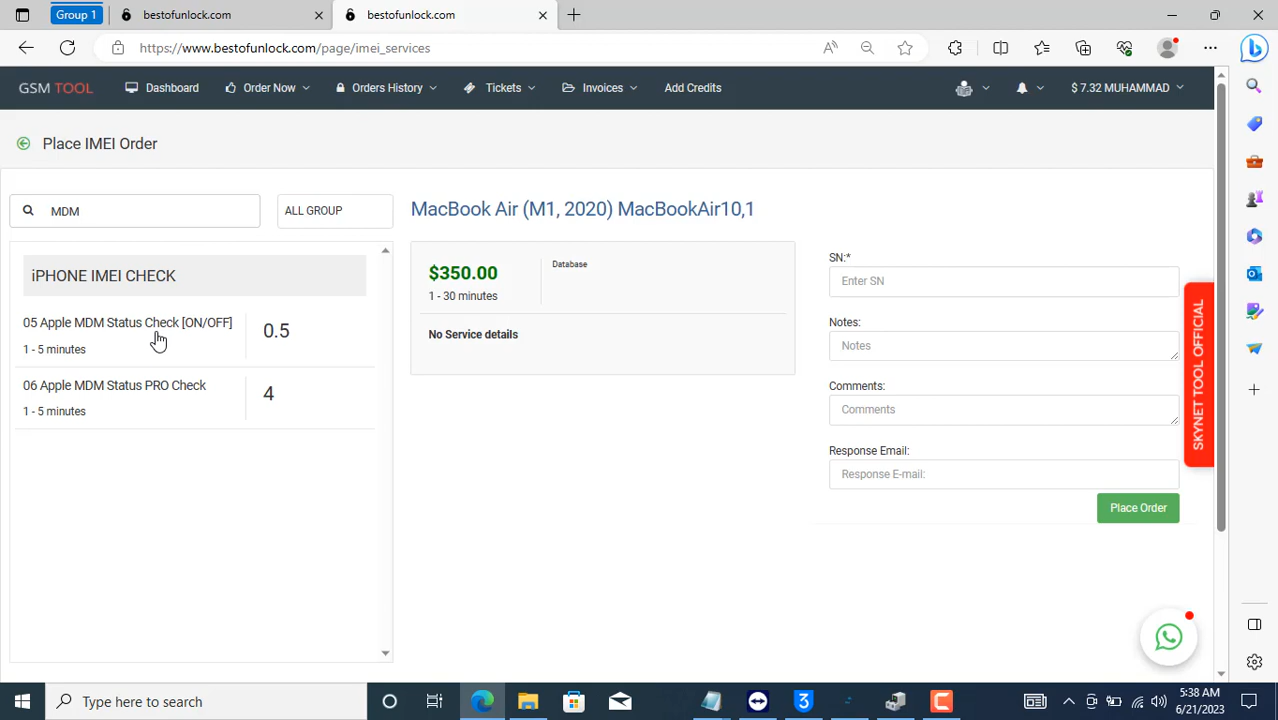 Group 1
bestofunlock.com
bestofunlock.com
https://www.bestofunlock.com/page/imei_services
GSM TOOL
Dashboard
Order Now
Orders History
Tickets
Invoices
Add Credits
$ 7.32 MUHAMMAD
Place IMEI Order
MDM
ALL GROUP
MacBook Air (M1, 2020) MacBookAir10,1
iPHONE IMEI CHECK
05 Apple MDM Status Check [ON/OFF]
1 - 5 minutes
0.5
06 Apple MDM Status PRO Check
1 - 5 minutes
4
$350.00
1 - 30 minutes
Database
No Service details
SN:*
Enter SN
Notes:
Notes
Comments:
Comments
Response Email:
Response E-mail:
Place Order
SKYNET TOOL OFFICIAL
Type here to search
5:38 AM
6/21/2023